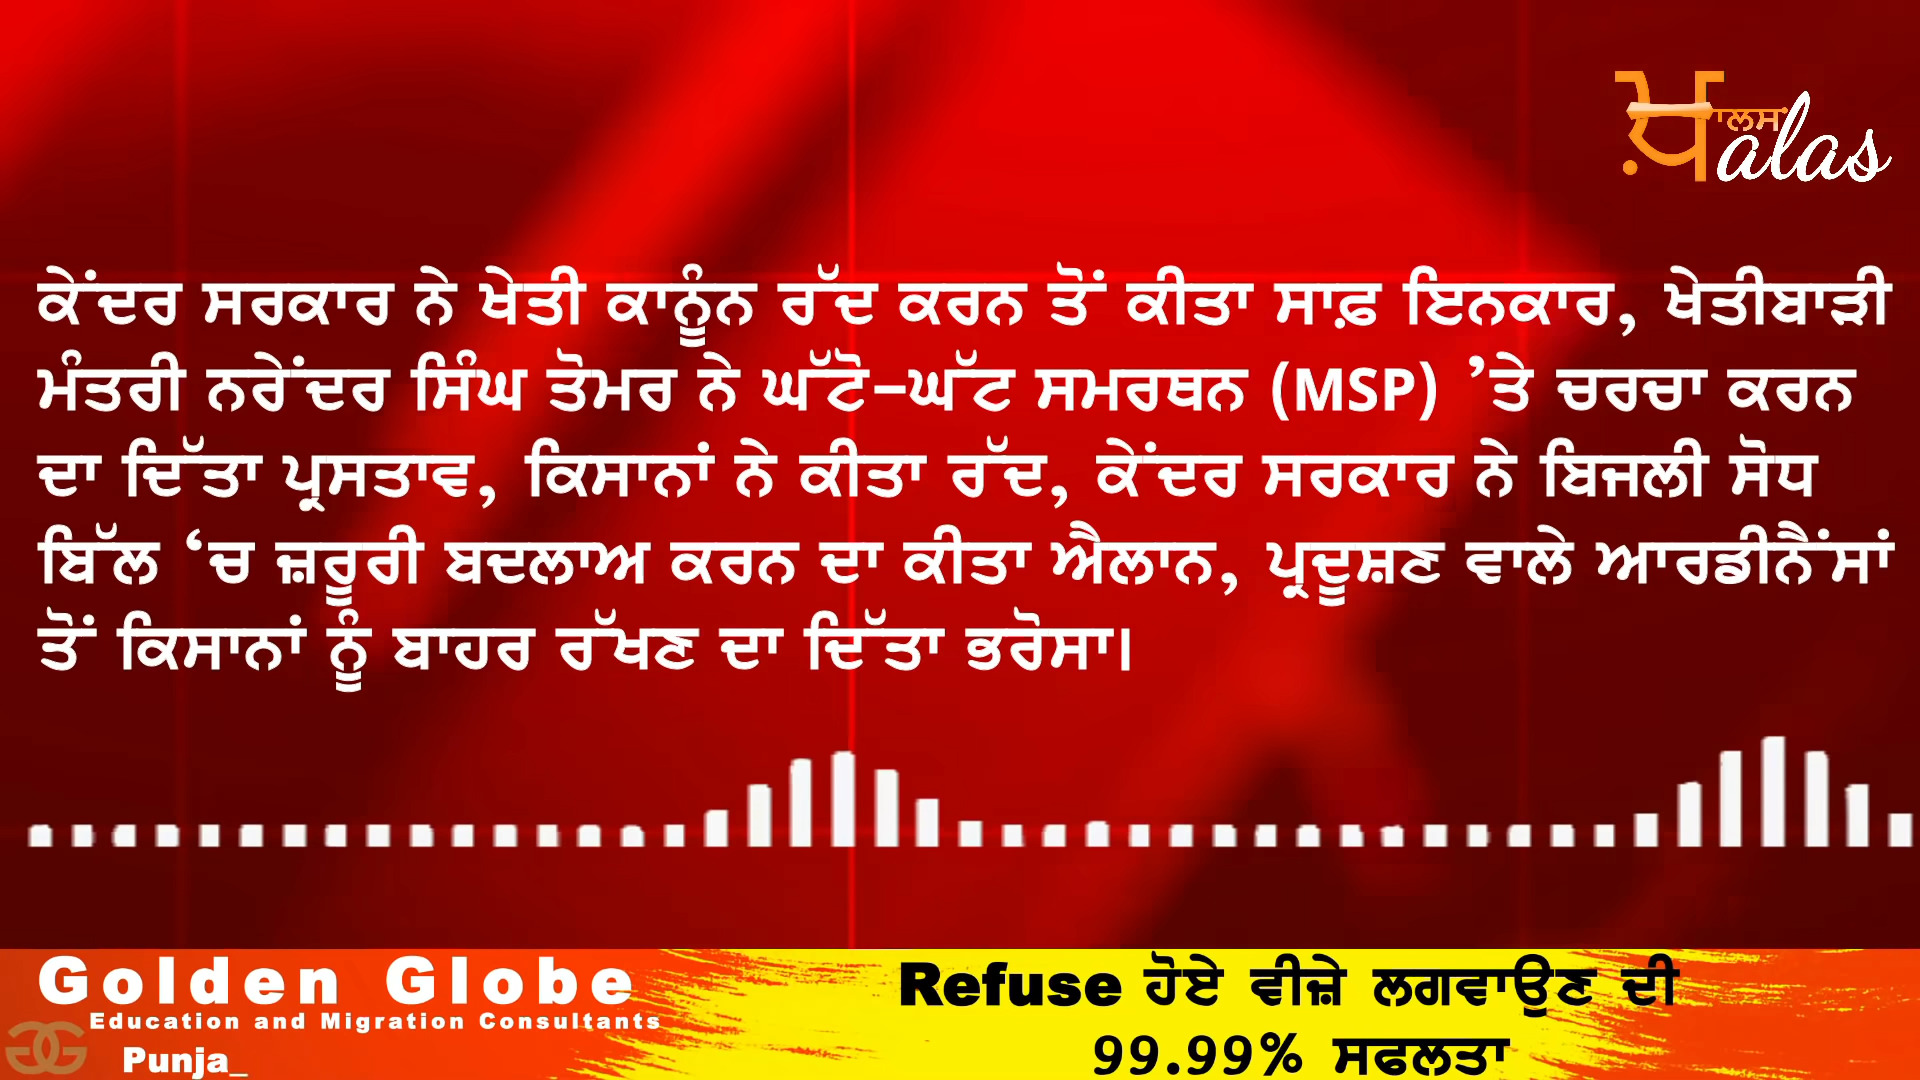 ਖ਼ਾਲਸ alas
ਕੇਂਦਰ ਸਰਕਾਰ ਨੇ ਖੇਤੀ ਕਾਨੂੰਨ ਰੱਦ ਕਰਨ ਤੋਂ ਕੀਤਾ ਸਾਫ਼ ਇਨਕਾਰ, ਖੇਤੀਬਾੜੀ
ਮੰਤਰੀ ਨਰੇਂਦਰ ਸਿੰਘ ਤੋਮਰ ਨੇ ਘੱਟੋ-ਘੱਟ ਸਮਰਥਨ (MSP) ’ਤੇ ਚਰਚਾ ਕਰਨ
ਦਾ ਦਿੱਤਾ ਪ੍ਰਸਤਾਵ, ਕਿਸਾਨਾਂ ਨੇ ਕੀਤਾ ਰੱਦ, ਕੇਂਦਰ ਸਰਕਾਰ ਨੇ ਬਿਜਲੀ ਸੋਧ
ਬਿੱਲ ‘ਚ ਜ਼ਰੂਰੀ ਬਦਲਾਅ ਕਰਨ ਦਾ ਕੀਤਾ ਐਲਾਨ, ਪ੍ਰਦੂਸ਼ਣ ਵਾਲੇ ਆਰਡੀਨੈਂਸਾਂ
ਤੋਂ ਕਿਸਾਨਾਂ ਨੂੰ ਬਾਹਰ ਰੱਖਣ ਦਾ ਦਿੱਤਾ ਭਰੋਸਾ।
Golden Globe
Education and Migration Consultants
Punja_
Refuse ਹੋਏ ਵੀਜ਼ੇ ਲਗਵਾਉਣ ਦੀ
99.99% ਸਫਲਤਾ